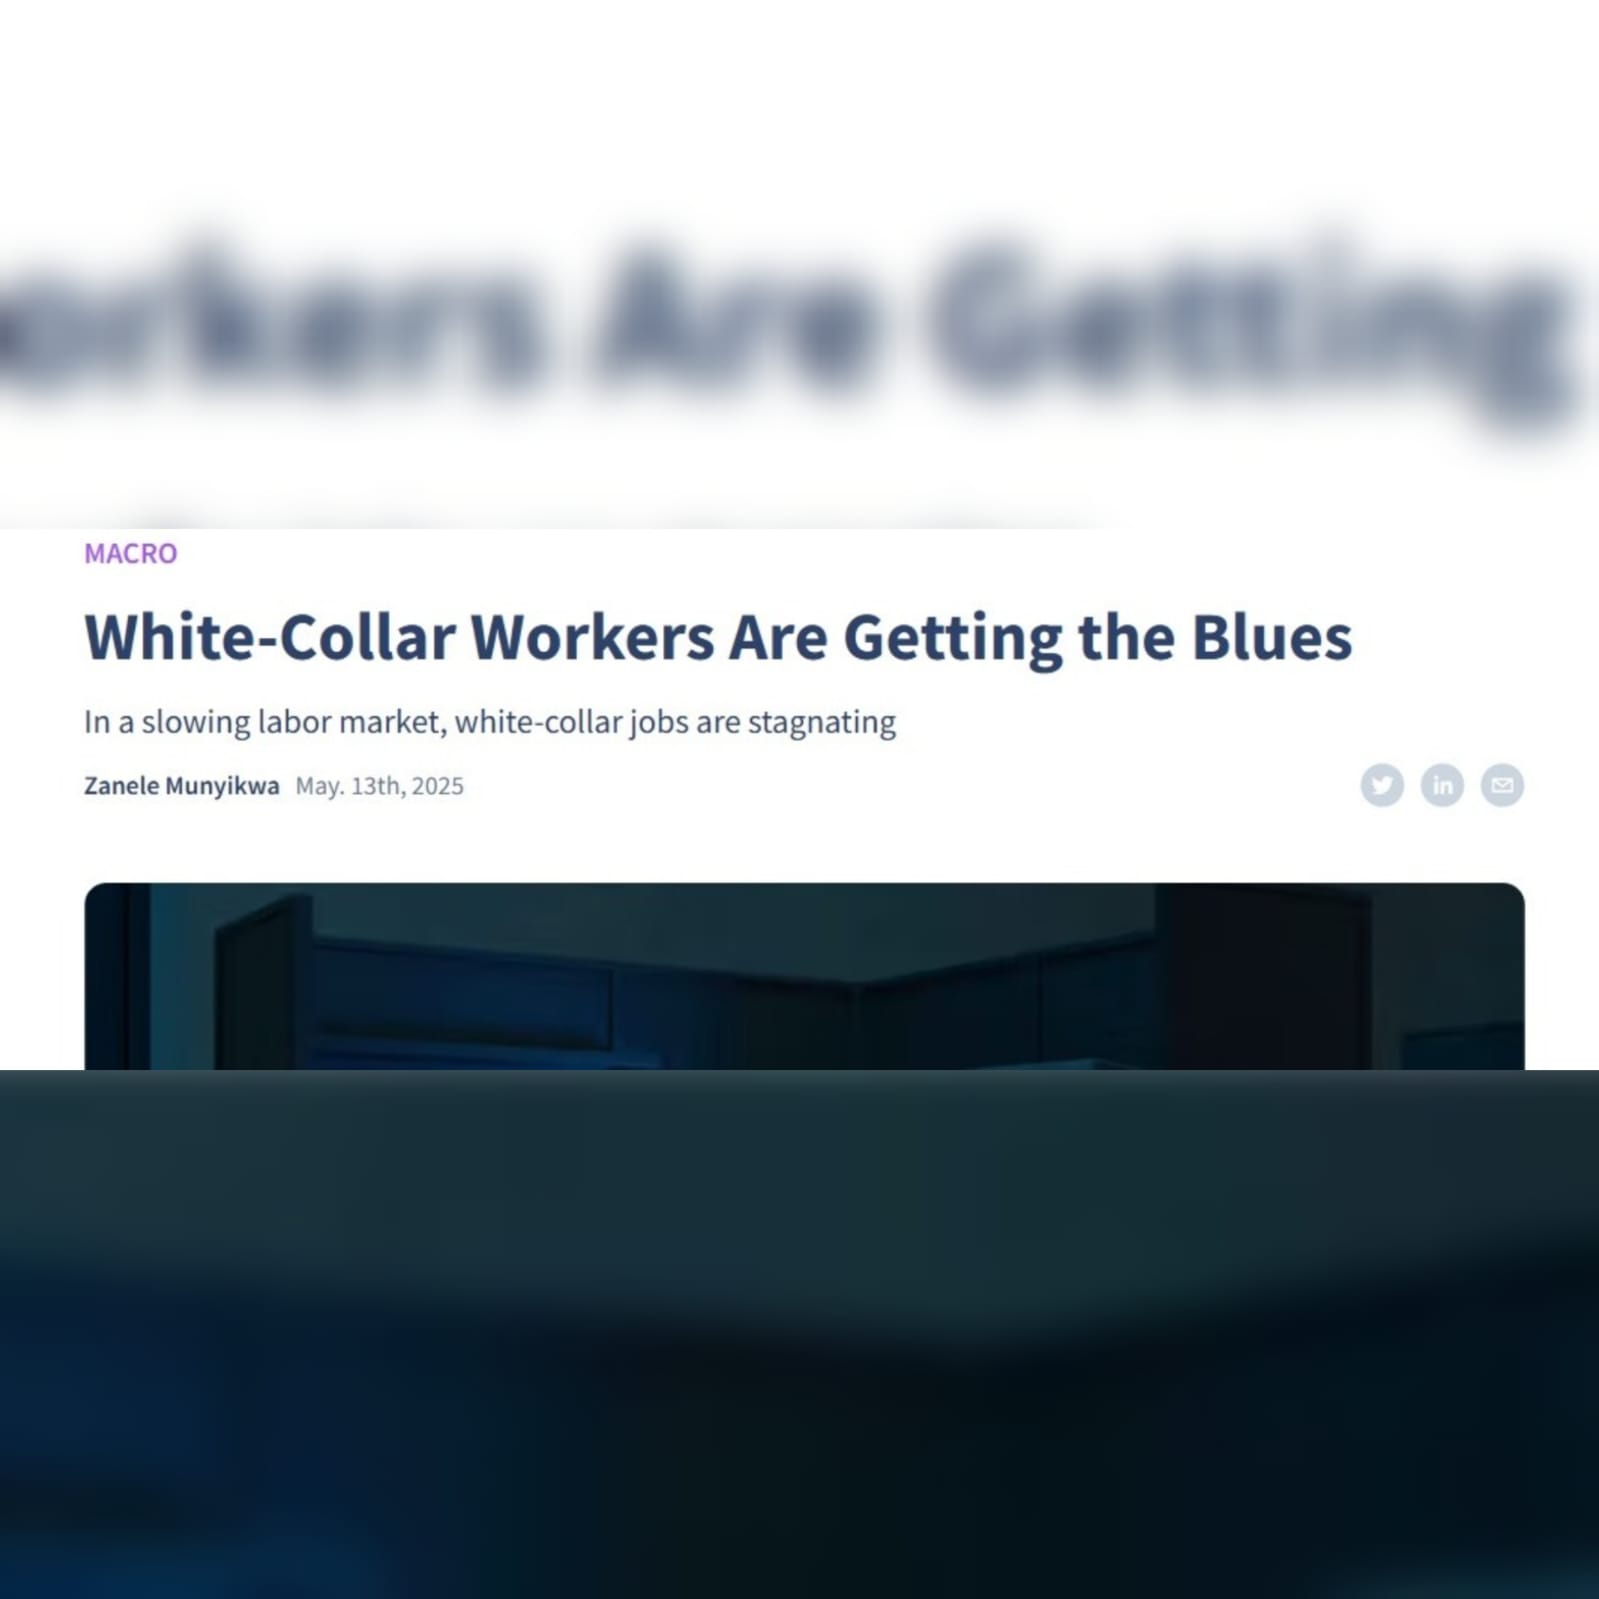 orkers Are Getting
MACRO
White-Collar Workers Are Getting the Blues
In a slowing labor market, white-collar jobs are stagnating
Zanele Munyikwa May. 13th, 2025
in